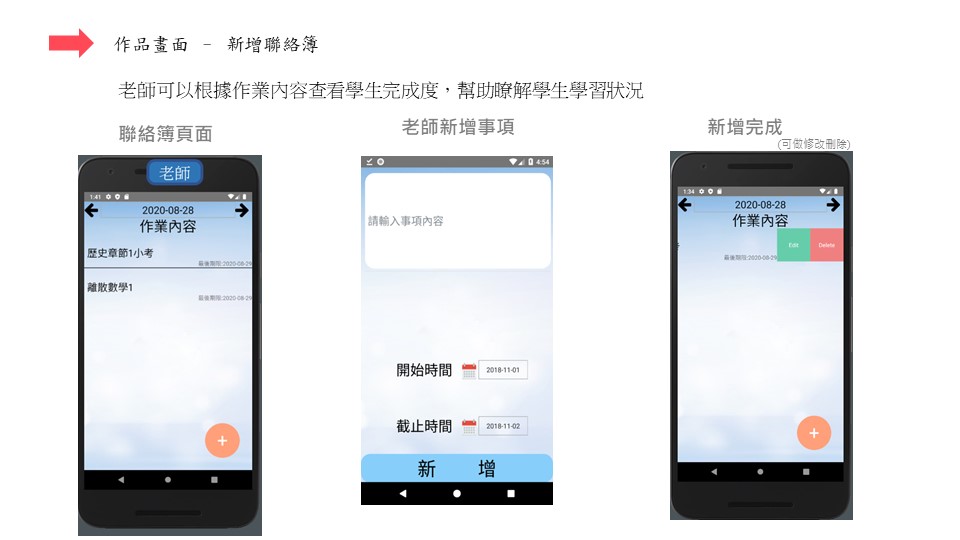 作品畫面 - 新增聯絡簿
老師可以根據作業內容查看學生完成度，幫助瞭解學生學習狀況
聯絡簿頁面
老師
1:41
2020-08-28
作業內容
歷史章節1小考
最後期限:2020-08-29
離散數學1
最後期限:2020-08-29
+
老師新增事項
4:54
請輸入事項內容
開始時間 2018-11-01
截止時間 2018-11-02
新 增
新增完成
(可做修改刪除)
1:34
2020-08-28
作業內容
Edit Delete
最後期限:2020-08-29
+